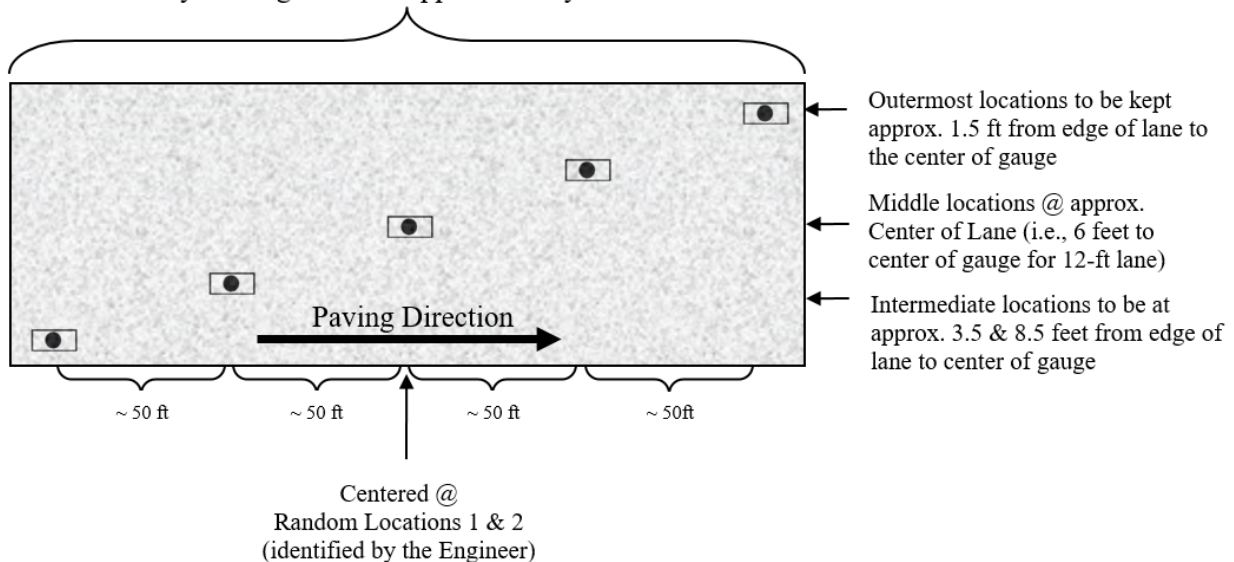 Outermost locations to be kept
approx. 1.5 ft from edge of lane to
the center of gauge
Middle locations @ approx.
Center of Lane (i.e., 6 feet to
center of gauge for 12-ft lane)
Intermediate locations to be at
approx. 3.5 & 8.5 feet from edge of
lane to center of gauge
Paving Direction
~ 50 ft
~ 50 ft
~ 50 ft
~ 50ft
Centered @
Random Locations 1 & 2
(identified by the Engineer)